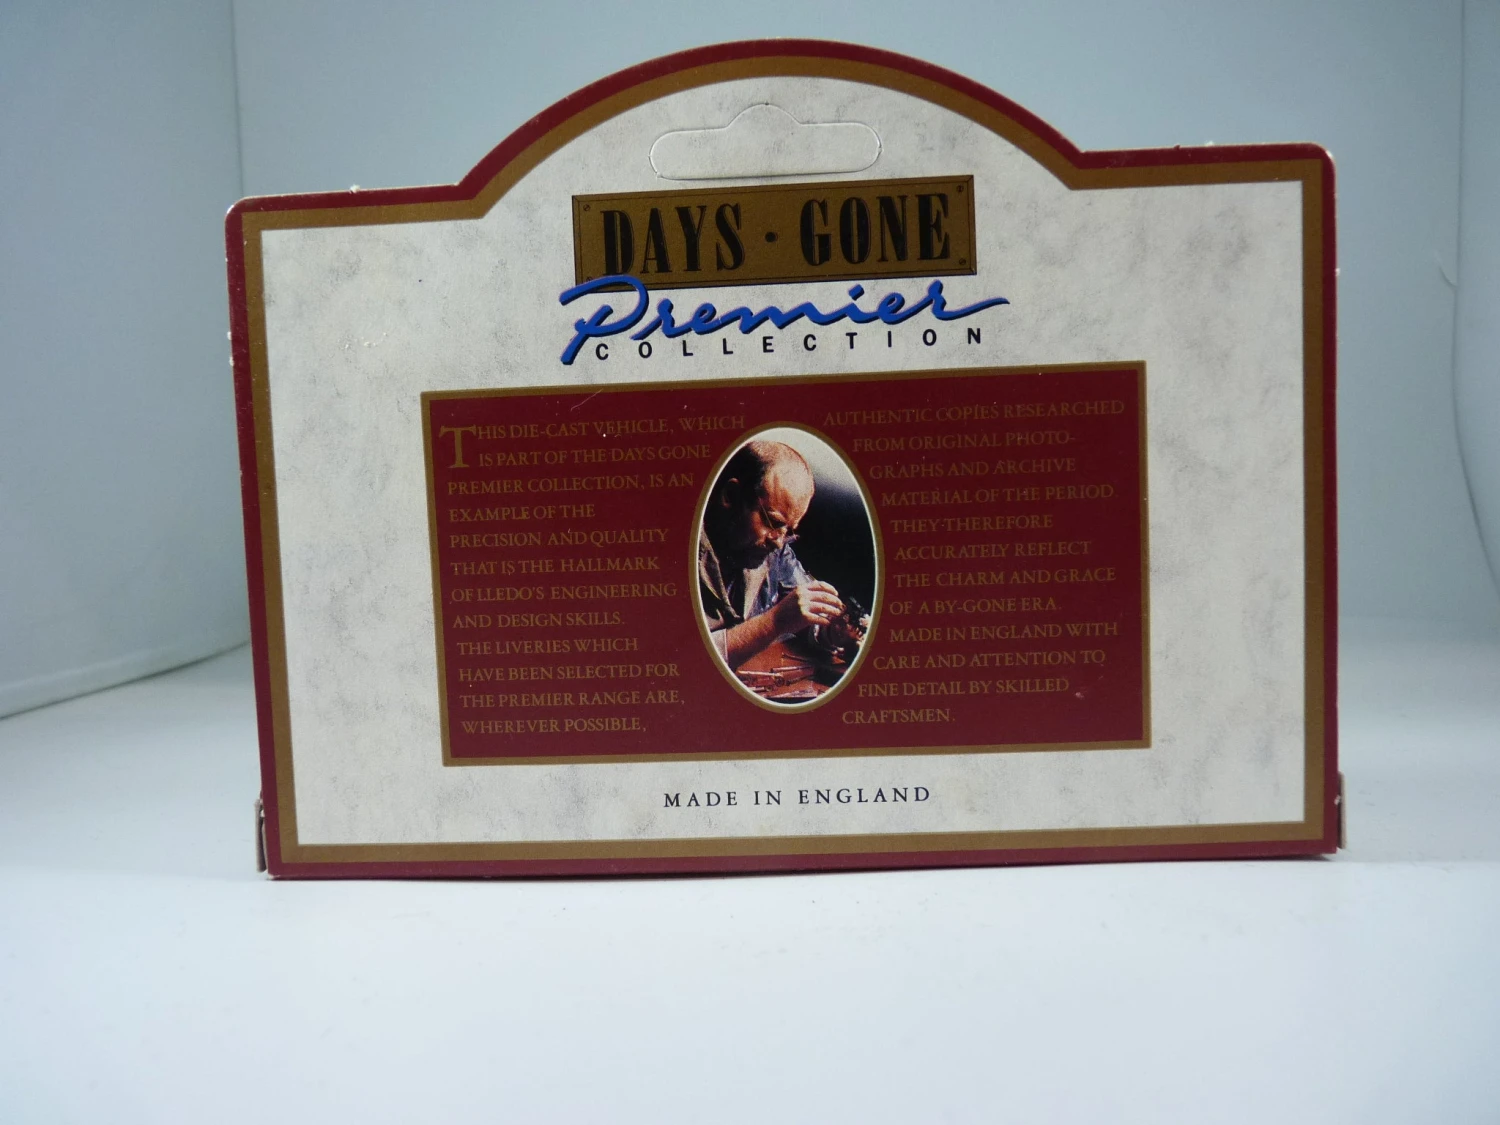 DAYS · GONE
Premier
COLLECTION
THIS DIE-CAST VEHICLE, WHICH
IS PART OF THE DAYS GONE
PREMIER COLLECTION, IS AN
EXAMPLE OF THE
PRECISION AND QUALITY
THAT IS THE HALLMARK
OF LLEDO'S ENGINEERING
AND DESIGN SKILLS.
THE LIVERIES WHICH
HAVE BEEN SELECTED FOR
THE PREMIER RANGE ARE,
WHEREVER POSSIBLE,
AUTHENTIC COPIES RESEARCHED
FROM ORIGINAL PHOTO-
GRAPHS AND ARCHIVE
MATERIAL OF THE PERIOD
THEY THEREFORE
ACCURATELY REFLECT
THE CHARM AND GRACE
OF A BY-GONE ERA.
MADE IN ENGLAND WITH
CARE AND ATTENTION TO
FINE DETAIL BY SKILLED
CRAFTSMEN.
MADE IN ENGLAND